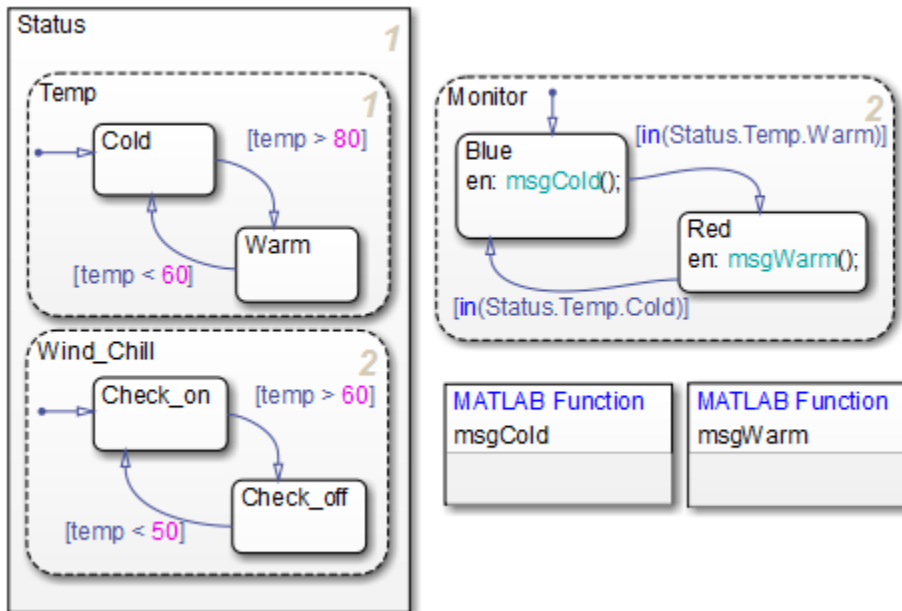 Status
1
Temp
1
Cold
[temp > 80]
Warm
[temp < 60]
Wind_Chill
2
Check_on
[temp > 60]
Check_off
[temp < 50]
Monitor
2
[in(Status.Temp.Warm)]
Blue
en: msgCold();
Red
en: msgWarm();
[in(Status.Temp.Cold)]
MATLAB Function
msgCold
MATLAB Function
msgWarm